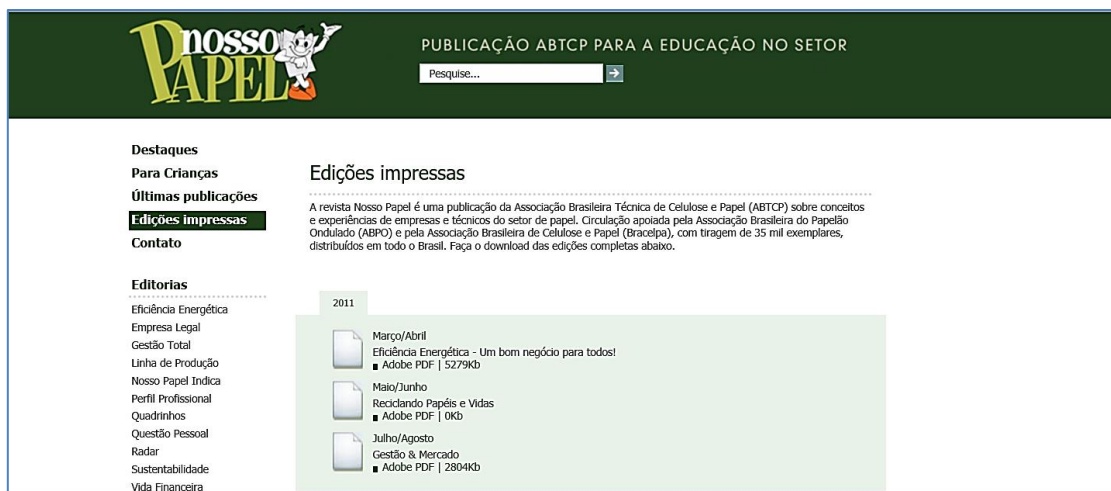 nosso
PAPEL
PUBLICAÇÃO ABTCP PARA A EDUCAÇÃO NO SETOR
Pesquise...
Destaques
Para Crianças
Últimas publicações
Edições impressas
Contato
Editorias
Eficiência Energética
Empresa Legal
Gestão Total
Linha de Produção
Nosso Papel Indica
Perfil Profissional
Quadrinhos
Questão Pessoal
Radar
Sustentabilidade
Vida Financeira
Edições impressas
A revista Nosso Papel é uma publicação da Associação Brasileira Técnica de Celulose e Papel (ABTCP) sobre conceitos
e experiências de empresas e técnicos do setor de papel. Circulação apoiada pela Associação Brasileira do Papelão
Ondulado (ABPO) e pela Associação Brasileira de Celulose e Papel (Bracelpa), com tiragem de 35 mil exemplares,
distribuídos em todo o Brasil. Faça o download das edições completas abaixo.
2011
Março/Abril
Eficiência Energética - Um bom negócio para todos!
Adobe PDF | 5279Kb
Maio/Junho
Reciclando Papéis e Vidas
Adobe PDF | 0Kb
Julho/Agosto
Gestão & Mercado
Adobe PDF | 2804Kb